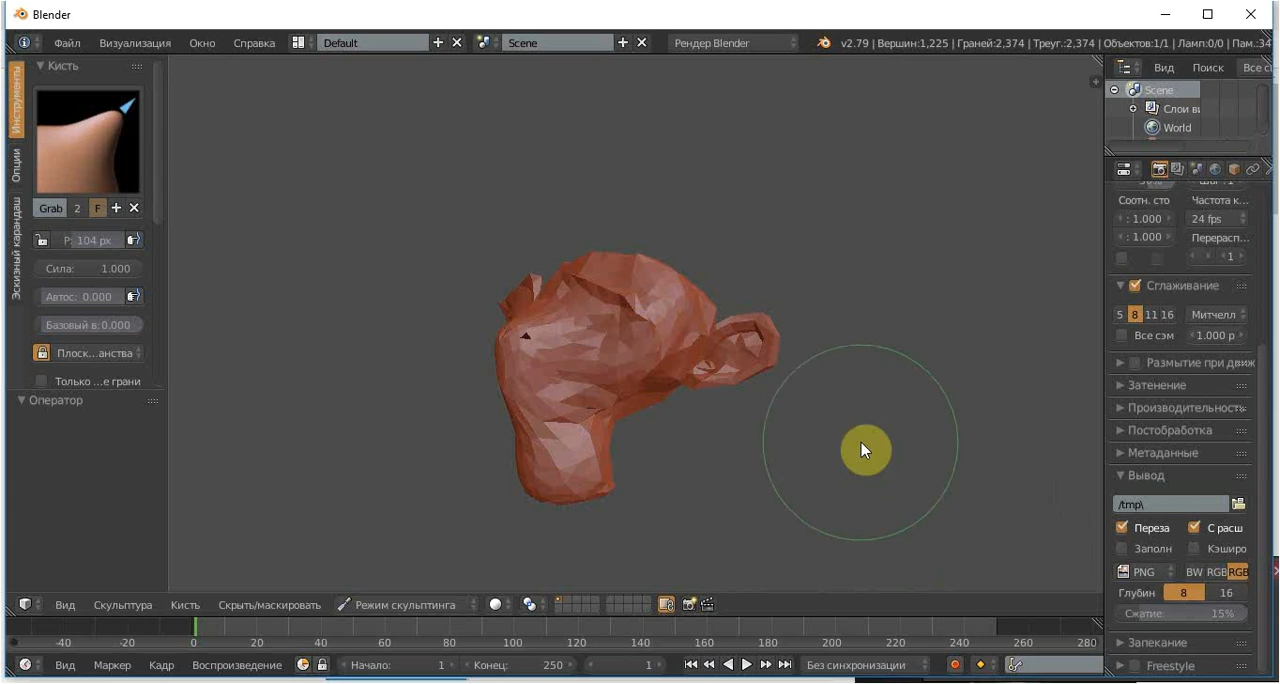 Blender
Файл Визуализация Окно Справка Default Scene Рендер Blender v2.79 | Вершин:1,225 | Граней:2,374 | Треуг.:2,374 | Объектов:1/1 | Ламп:0/0 | Пам.:34
Инструменты
Опции
Эскизный карандаш
Кисть
Grab 2 F
Р: 104 px
Сила: 1.000
Автос: 0.000
Базовый в:0.000
Плоск...анства
Только ...е грани
Оператор
Вид Поиск Все с
Scene
Слои ви
World
Соотн. сто Частота к...
: 1.000 24 fps
: 1.000 Перерасп...
1
Сглаживание
5 8 11 16 Митчелл
Все сэм 1.000 р
Размытие при движ
Затенение
Производительность
Постобработка
Метаданные
Вывод
/tmp\
Переза С расш
Заполн Кэширо
PNG BW RGB RGB
Глубин 8 16
Сжатие: 15%
Запекание
Freestyle
Вид Скульптура Кисть Скрыть/маскировать Режим скульптинга
-40 -20 0 20 40 60 80 100 120 140 160 180 200 220 240 260 280
Вид Маркер Кадр Воспроизведение Начало: 1 Конец: 250 1 Без синхронизации